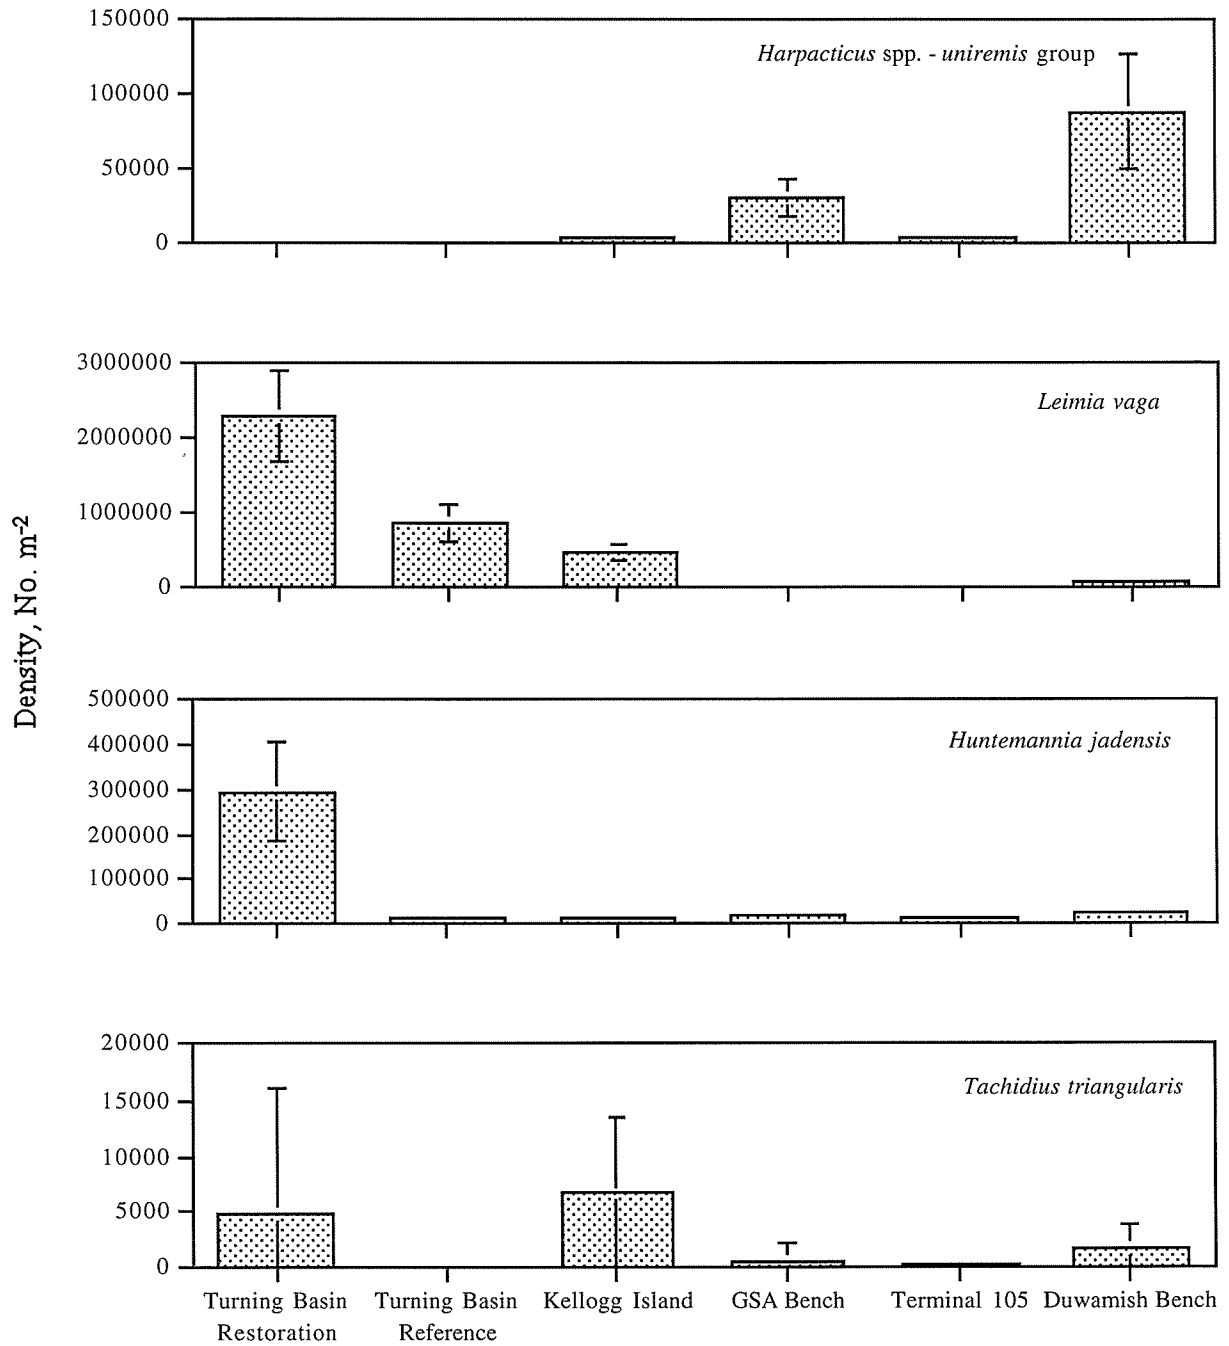 150000
Harpacticus spp. - uniremis group
100000
50000
0
3000000
Leimia vaga
2000000
1000000
0
Density, No. m-2
500000
Huntemannia jadensis
400000
300000
200000
100000
0
20000
Tachidius triangularis
15000
10000
5000
0
Turning Basin Restoration
Turning Basin Reference
Kellogg Island
GSA Bench
Terminal 105
Duwamish Bench